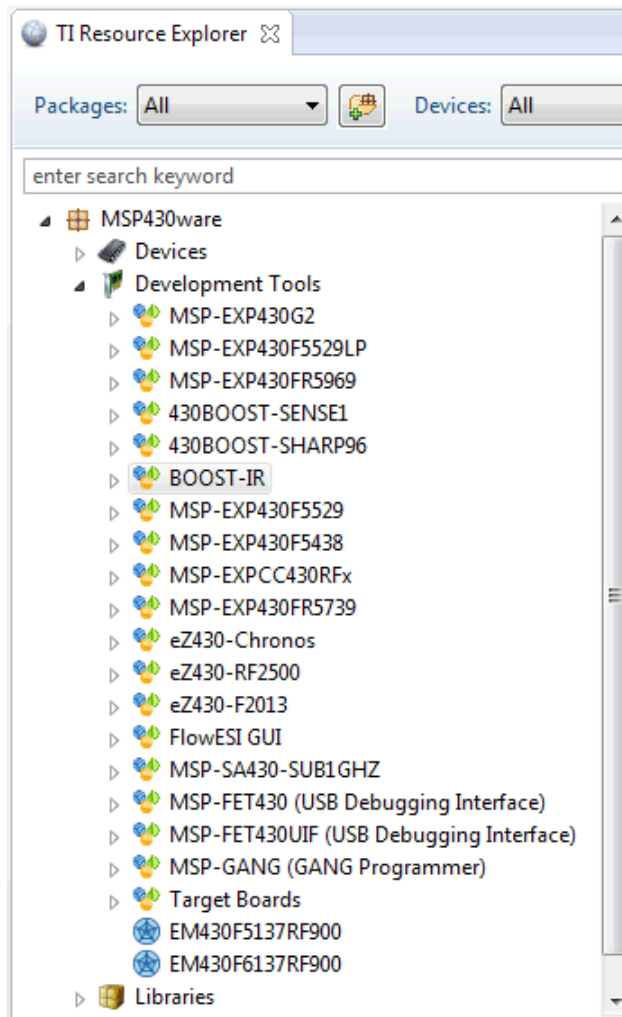 TI Resource Explorer
Packages: All Devices: All
enter search keyword
MSP430ware
Devices
Development Tools
MSP-EXP430G2
MSP-EXP430F5529LP
MSP-EXP430FR5969
430BOOST-SENSE1
430BOOST-SHARP96
BOOST-IR
MSP-EXP430F5529
MSP-EXP430F5438
MSP-EXPCC430RFx
MSP-EXP430FR5739
eZ430-Chronos
eZ430-RF2500
eZ430-F2013
FlowESI GUI
MSP-SA430-SUB1GHZ
MSP-FET430 (USB Debugging Interface)
MSP-FET430UIF (USB Debugging Interface)
MSP-GANG (GANG Programmer)
Target Boards
EM430F5137RF900
EM430F6137RF900
Libraries